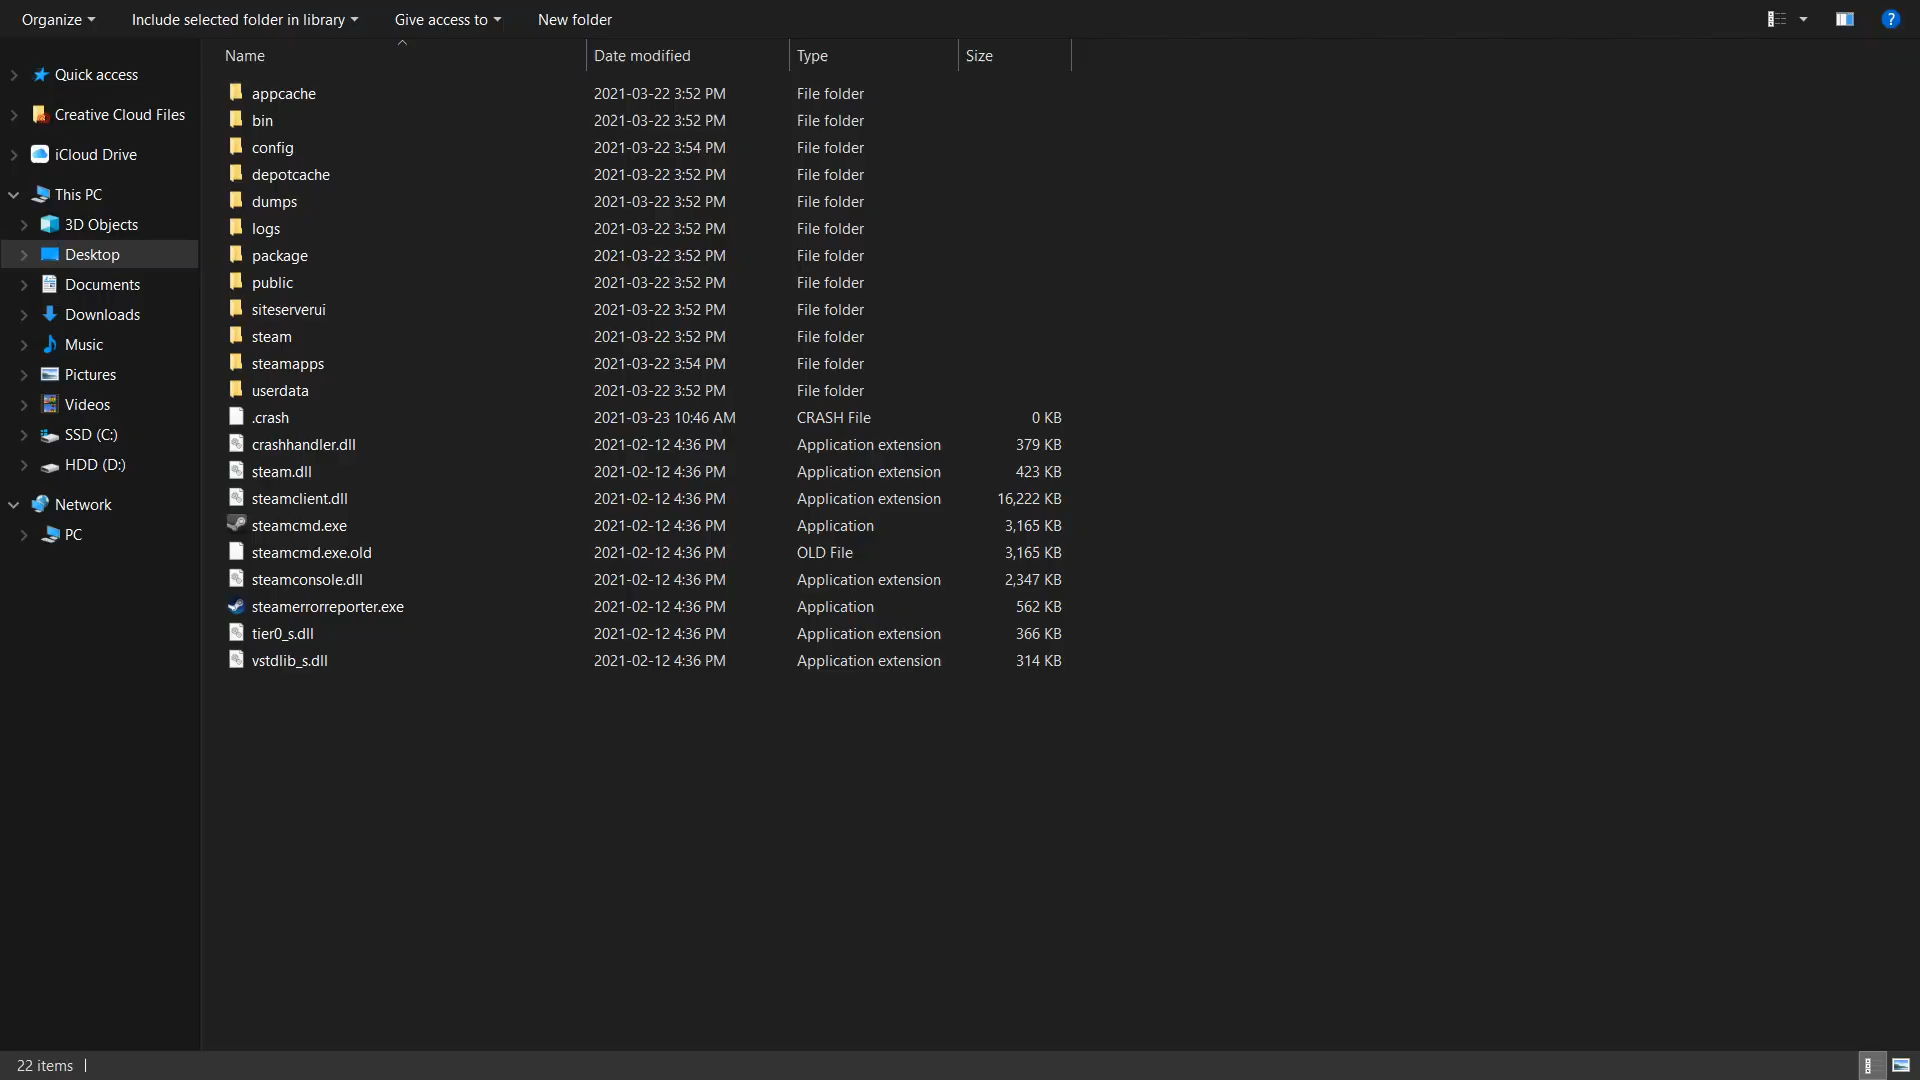 Organize Include selected folder in library Give access to New folder ?
Name Date modified Type Size
Quick access
Creative Cloud Files
iCloud Drive
This PC
3D Objects
Desktop
Documents
Downloads
Music
Pictures
Videos
SSD (C:)
HDD (D:)
Network
PC
appcache 2021-03-22 3:52 PM File folder
bin 2021-03-22 3:52 PM File folder
config 2021-03-22 3:54 PM File folder
depotcache 2021-03-22 3:52 PM File folder
dumps 2021-03-22 3:52 PM File folder
logs 2021-03-22 3:52 PM File folder
package 2021-03-22 3:52 PM File folder
public 2021-03-22 3:52 PM File folder
siteserverui 2021-03-22 3:52 PM File folder
steam 2021-03-22 3:52 PM File folder
steamapps 2021-03-22 3:54 PM File folder
userdata 2021-03-22 3:52 PM File folder
.crash 2021-03-23 10:46 AM CRASH File 0 KB
crashhandler.dll 2021-02-12 4:36 PM Application extension 379 KB
steam.dll 2021-02-12 4:36 PM Application extension 423 KB
steamclient.dll 2021-02-12 4:36 PM Application extension 16,222 KB
steamcmd.exe 2021-02-12 4:36 PM Application 3,165 KB
steamcmd.exe.old 2021-02-12 4:36 PM OLD File 3,165 KB
steamconsole.dll 2021-02-12 4:36 PM Application extension 2,347 KB
steamerrorreporter.exe 2021-02-12 4:36 PM Application 562 KB
tier0_s.dll 2021-02-12 4:36 PM Application extension 366 KB
vstdlib_s.dll 2021-02-12 4:36 PM Application extension 314 KB
22 items